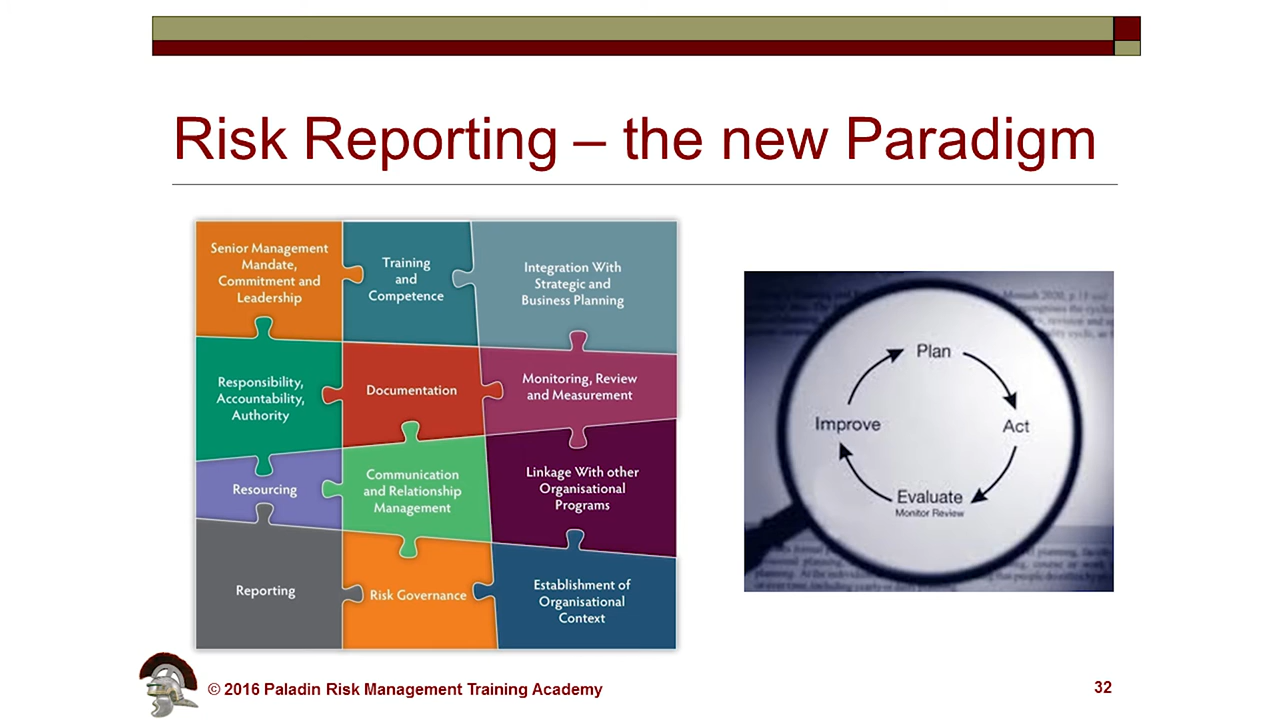 Risk Reporting – the new Paradigm
Senior Management
Mandate,
Commitment and
Leadership
Training
and
Competence
Integration With
Strategic and
Business Planning
Responsibility,
Accountability,
Authority
Documentation
Monitoring, Review
and Measurement
Resourcing
Communication
and Relationship
Management
Linkage With other
Organisational
Programs
Reporting
Risk Governance
Establishment of
Organisational
Context
Plan
Act
Evaluate
Monitor Review
Improve
© 2016 Paladin Risk Management Training Academy
32